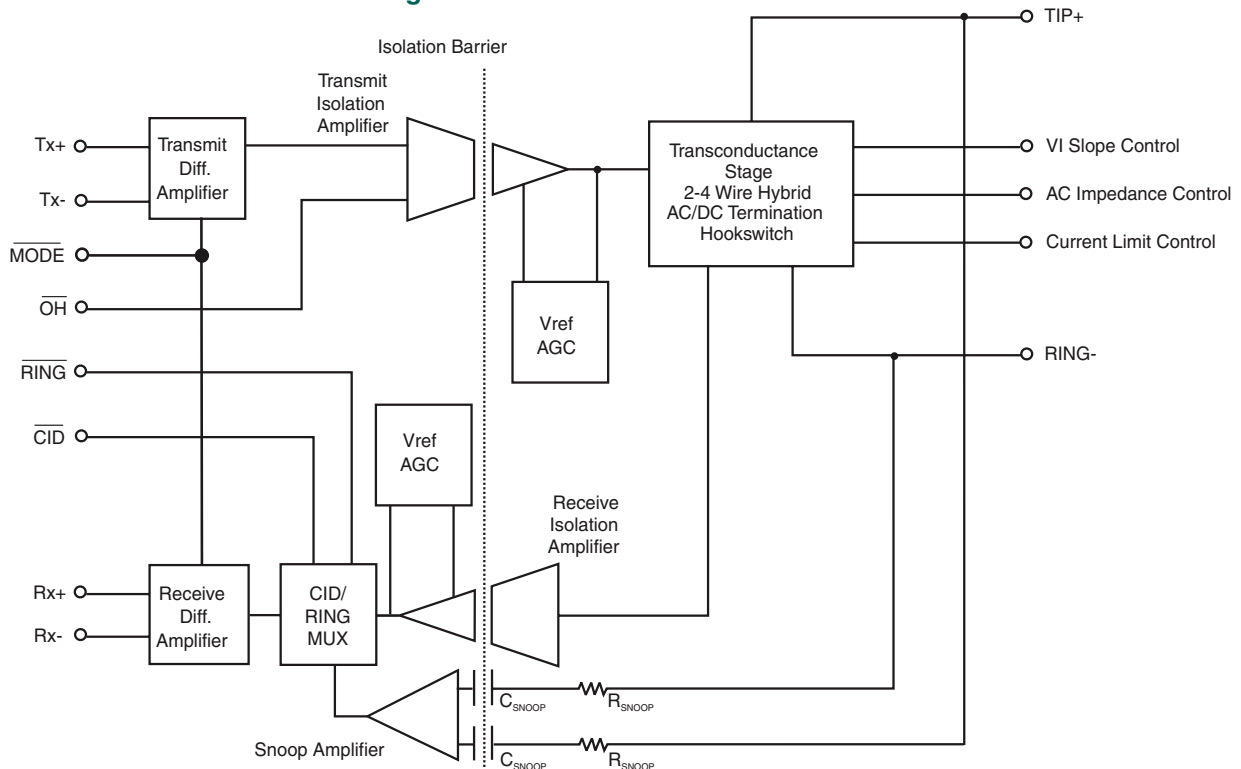 TIP+
Isolation Barrier
Transmit
Isolation
Amplifier
Tx+
Tx-
MODE
OH
RING
CID
Rx+
Rx-
Transmit
Diff.
Amplifier
Transconductance
Stage
2-4 Wire Hybrid
AC/DC Termination
Hookswitch
VI Slope Control
AC Impedance Control
Current Limit Control
RING-
Vref
AGC
Vref
AGC
Receive
Isolation
Amplifier
Receive
Diff.
Amplifier
CID/
RING
MUX
Snoop Amplifier
CSNOOP
RSNOOP
CSNOOP
RSNOOP